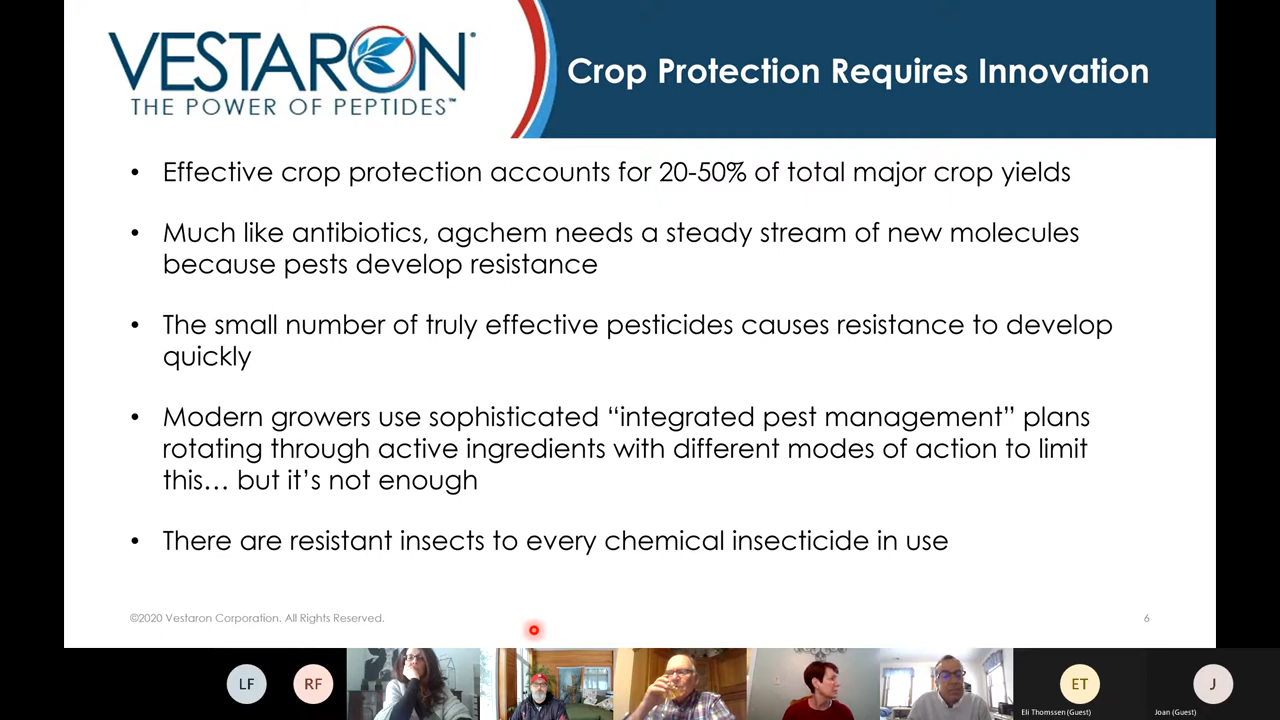 VESTARON
THE POWER OF PEPTIDES™
Crop Protection Requires Innovation
• Effective crop protection accounts for 20-50% of total major crop yields
• Much like antibiotics, agchem needs a steady stream of new molecules
because pests develop resistance
• The small number of truly effective pesticides causes resistance to develop
quickly
• Modern growers use sophisticated “integrated pest management” plans
rotating through active ingredients with different modes of action to limit
this… but it’s not enough
• There are resistant insects to every chemical insecticide in use
©2020 Vestaron Corporation. All Rights Reserved.
6
LF
RF
ET
J
Eli Thomssen (Guest)
Joan (Guest)